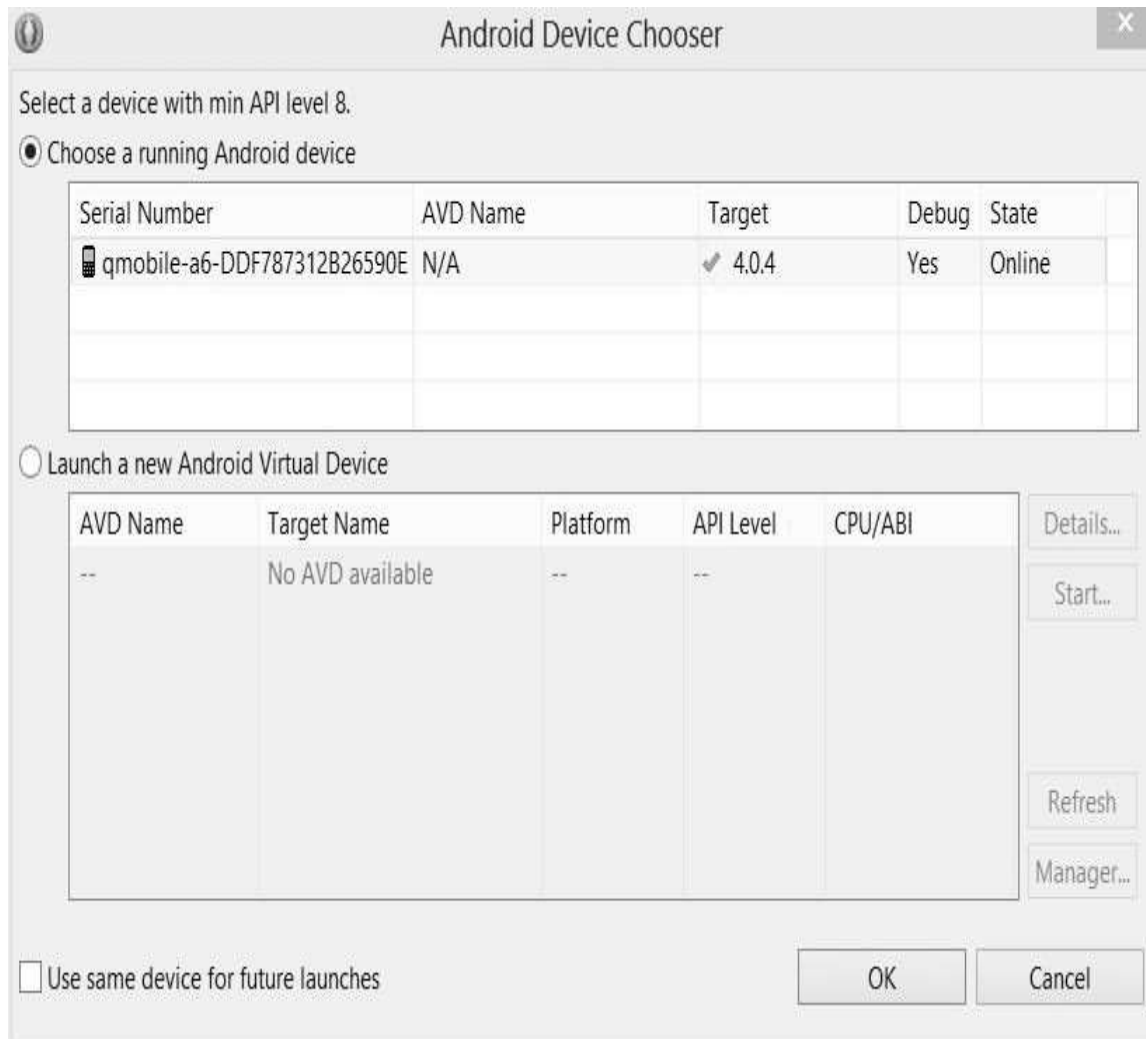 Android Device Chooser
X
Select a device with min API level 8.
Choose a running Android device
Serial Number AVD Name Target Debug State
qmobile-a6-DDF787312B26590E N/A 4.0.4 Yes Online
Launch a new Android Virtual Device
AVD Name Target Name Platform API Level CPU/ABI
-- No AVD available -- --
Details...
Start...
Refresh
Manager...
Use same device for future launches
OK Cancel